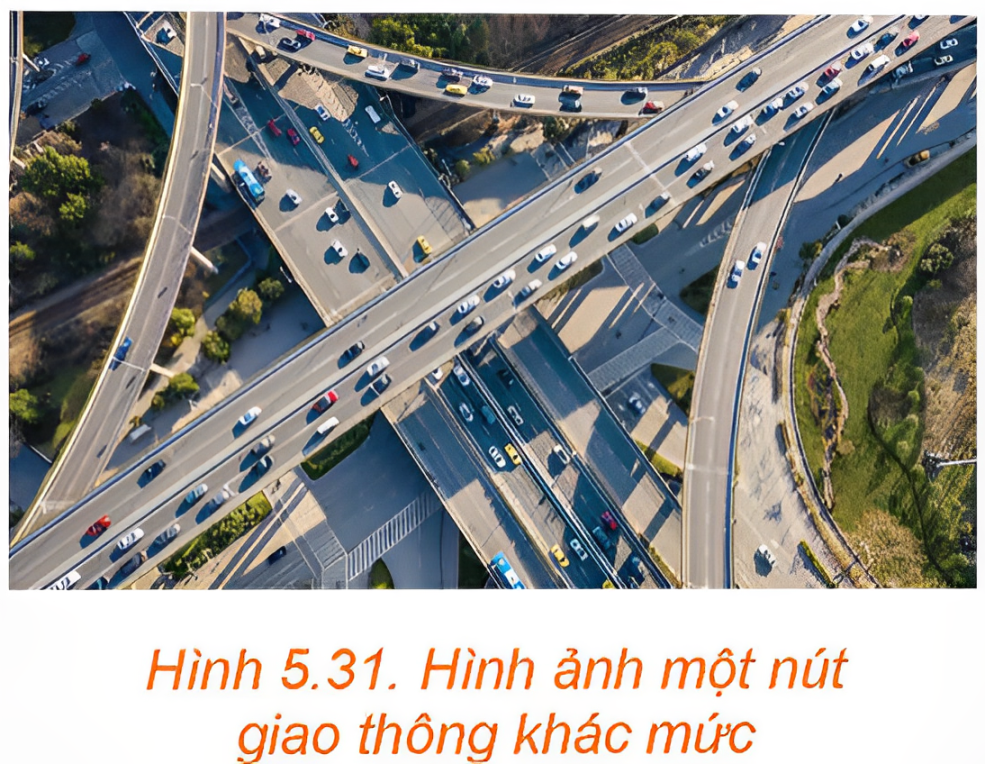 Hình 5.31. Hình ảnh một nút
giao thông khác mức